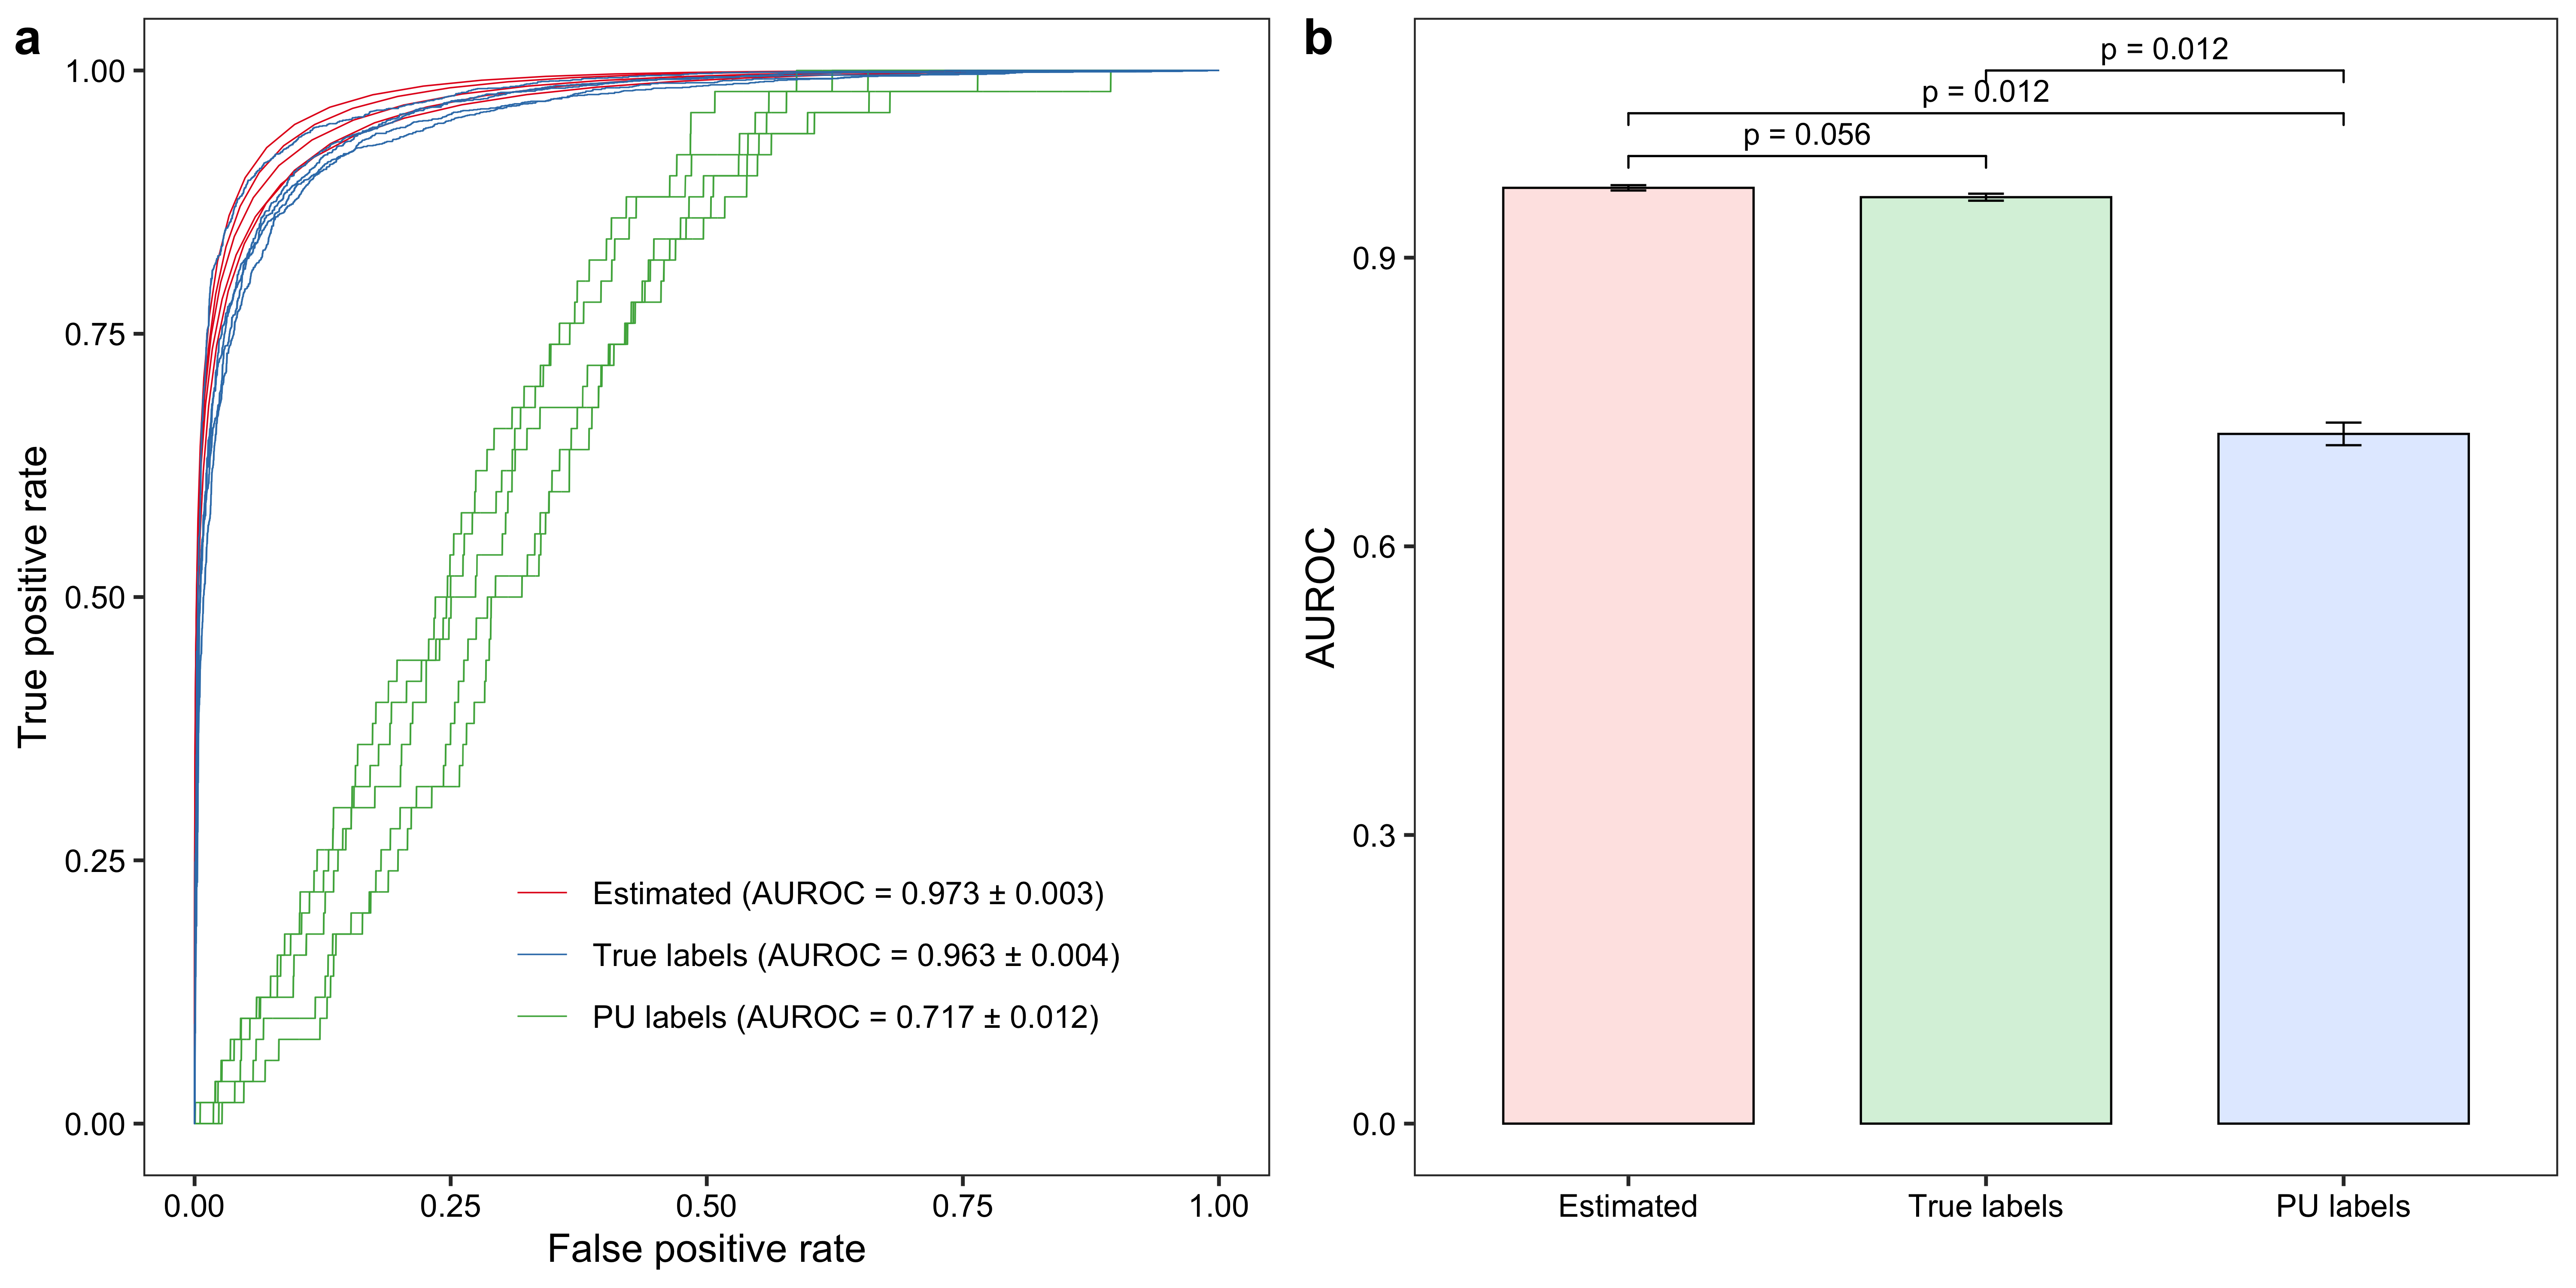 a
1.00
0.75
0.50
0.25
0.00
True positive rate
Estimated (AUROC = 0.973 ± 0.003)
True labels (AUROC = 0.963 ± 0.004)
PU labels (AUROC = 0.717 ± 0.012)
0.00 0.25 0.50 0.75 1.00
False positive rate
b
p = 0.012
p = 0.012
p = 0.056
0.9
0.6
0.3
0.0
AUROC
Estimated True labels PU labels